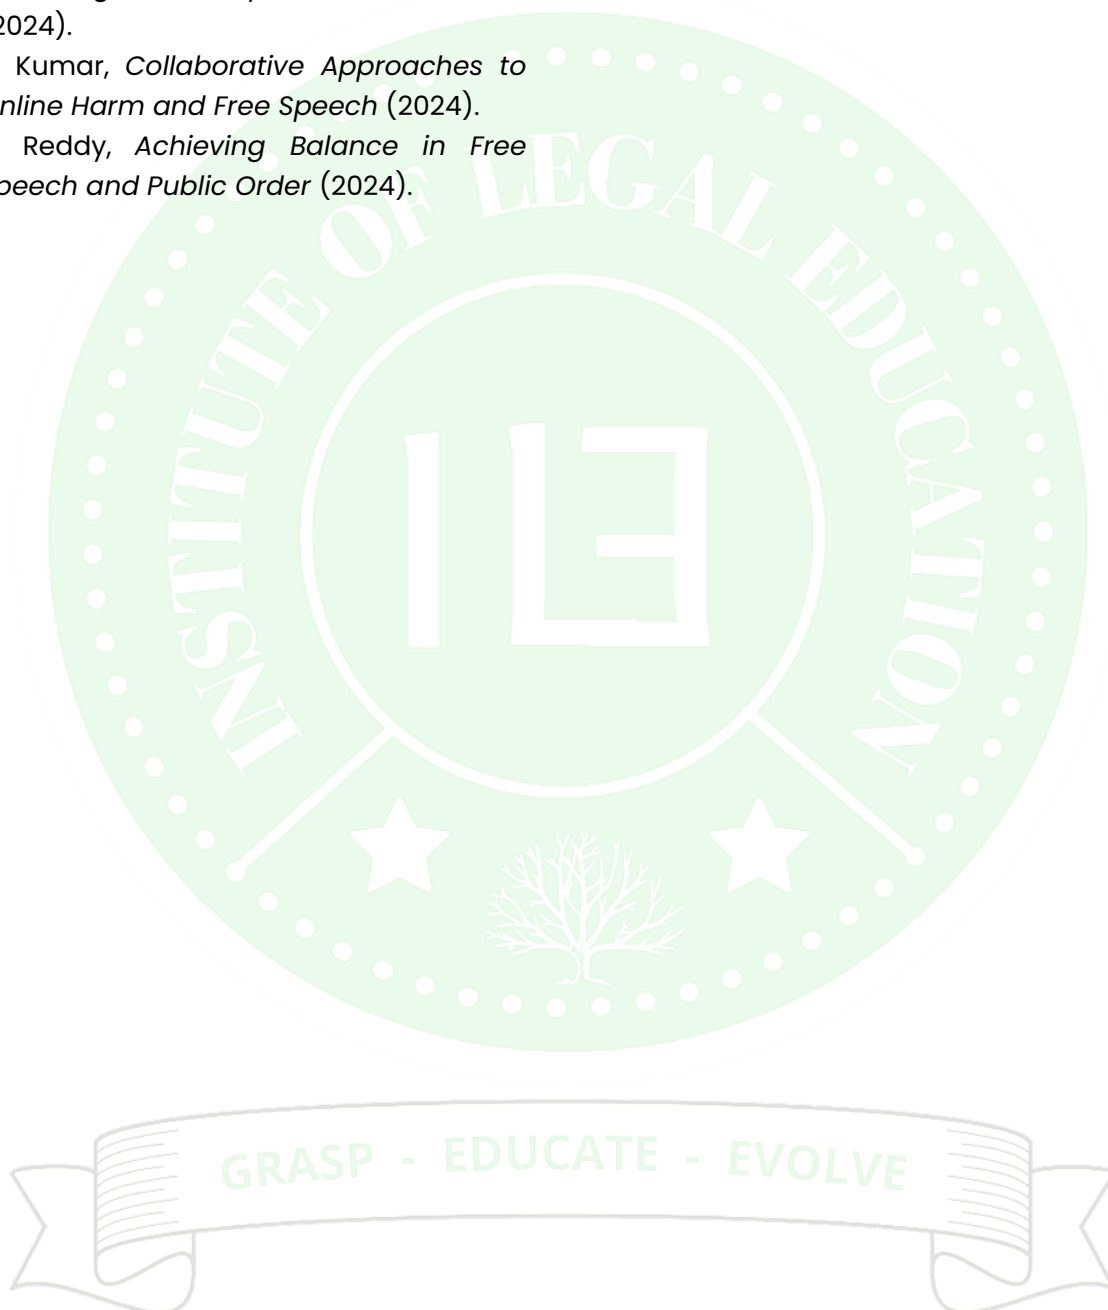 2024).
Kumar, Collaborative Approaches to
nline Harm and Free Speech (2024).
Reddy, Achieving Balance in Free
peech and Public Order (2024).
INSTITUTE OF LEGAL EDUCATION
ILE
GRASP - EDUCATE - EVOLVE